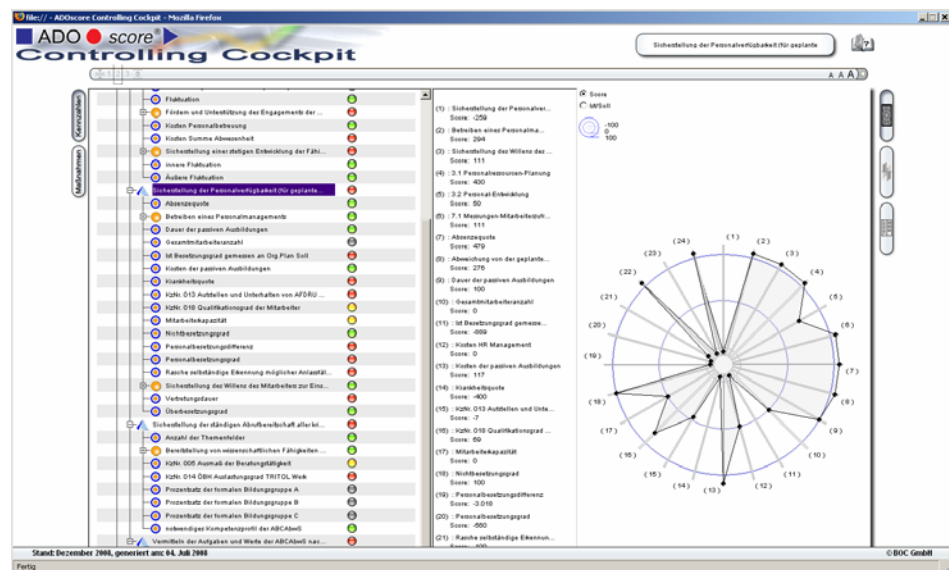 file:// - ADOscore Controlling Cockpit - Mozilla Firefox
ADO score
Controlling Cockpit
Sicherstellung der Personalverfügbarkeit (für geplante
1 2 3
A A A
Kennzahlen
Maßnahmen
Fluktuation
Fördern und Unterstützung des Engagements der ...
Kosten Personalbetreuung
Kosten Summe Abwesenheit
Sicherstellung einer stetigen Entwicklung der Fähi...
innere Fluktuation
Äußere Fluktuation
Sicherstellung der Personalverfügbarkeit (für geplante...
Absenzequote
Betreiben eines Personalmanagements
Dauer der passiven Ausbildungen
Gesamtmitarbeiteranzahl
Ist Besetzungsgrad gemessen an Org.Plan Soll
Kosten der passiven Ausbildungen
Krankheitsquote
KzNr. 013 Aufstellen und Unterhalten von AFDRU ...
KzNr. 018 Qualifikationsgrad der Mitarbeiter
Mitarbeiterkapazität
Nichtbesetzungsgrad
Personalbesetzungsdifferenz
Personalbesetzungsgrad
Rasche selbständige Erkennung möglicher Anlassfäl...
Sicherstellung des Willens des Mitarbeiters zur Eins...
Vertretungsdauer
Überbesetzungsgrad
Sicherstellung der ständigen Abrufbereitschaft aller kri...
Anzahl der Themenfelder
Bereitstellung von wissenschaftlichen Fähigkeiten ...
KzNr. 005 Ausmaß der Beratungstätigkeit
KzNr. 014 ÖBH Auslastungsgrad TRITOL Werk
Prozentsatz der formalen Bildungsgruppe A
Prozentsatz der formalen Bildungsgruppe B
Prozentsatz der formalen Bildungsgruppe C
notwendiges Kompetenzprofil der ABCAbwS
Vermitteln der Aufgaben und Werte der ABCAbwS nac...
(1) : Sicherstellung der Personalver...
Score: -259
(2) : Betreiben eines Personalma...
Score: 294
(3) : Sicherstellung des Willens des ...
Score: 111
(4) : 3.1 Personalressourcen-Planung
Score: 400
(5) : 3.2 Personal-Entwicklung
Score: 50
(6) : 7.1 Messungen-Mitarbeiterzufr...
Score: 111
(7) : Absenzequote
Score: 479
(8) : Abweichung von der geplante...
Score: 276
(9) : Dauer der passiven Ausbildungen
Score: 100
(10) : Gesamtmitarbeiteranzahl
Score: 0
(11) : Ist Besetzungsgrad gemesse...
Score: -889
(12) : Kosten HR Management
Score: 0
(13) : Kosten der passiven Ausbildungen
Score: 117
(14) : Krankheitsquote
Score: -400
(15) : KzNr. 013 Aufstellen und Unte...
Score: -7
(16) : KzNr. 018 Qualifikationsgrad ...
Score: 69
(17) : Mitarbeiterkapazität
Score: 0
(18) : Nichtbesetzungsgrad
Score: 100
(19) : Personalbesetzungsdifferenz
Score: -3.018
(20) : Personalbesetzungsgrad
Score: -560
(21) : Rasche selbständige Erkennun...
Score
M/Soll
-100
0
100
(1)
(2)
(3)
(4)
(5)
(6)
(7)
(8)
(9)
(10)
(11)
(12)
(13)
(14)
(15)
(16)
(17)
(18)
(19)
(20)
(21)
(22)
(23)
(24)
Stand: Dezember 2008, generiert am: 04. Juli 2008
© BOC GmbH
Fertig